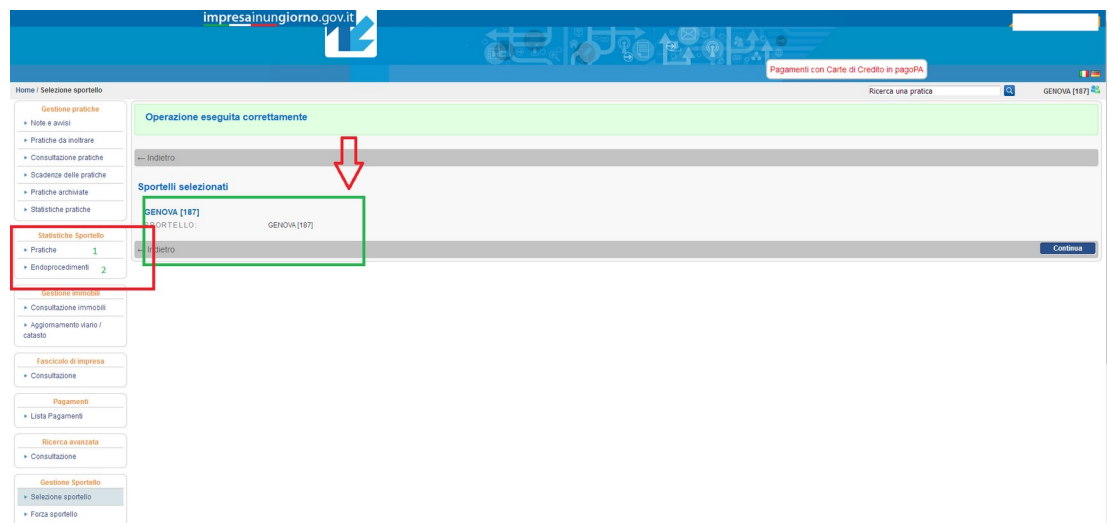 impresainungiorno.gov.it
Pagamenti con Carte di Credito in pagoPA
Home / Selezione sportello
Ricerca una pratica
GENOVA [187]
Gestione pratiche
Note e avvisi
Pratiche da inoltrare
Consultazione pratiche
Scadenze delle pratiche
Pratiche archiviate
Statistiche pratiche
Statistiche Sportello
Pratiche 1
Endoprocedimenti 2
Gestione Immobili
Consultazione immobili
Aggiornamento viario /
catasto
Fascicolo di impresa
Consultazione
Pagamenti
Lista Pagamenti
Ricerca avanzata
Consultazione
Gestione Sportello
Selezione sportello
Forza sportello
Operazione eseguita correttamente
← Indietro
Sportelli selezionati
GENOVA [187]
SPORTELLO: GENOVA [187]
← Indietro
Continua